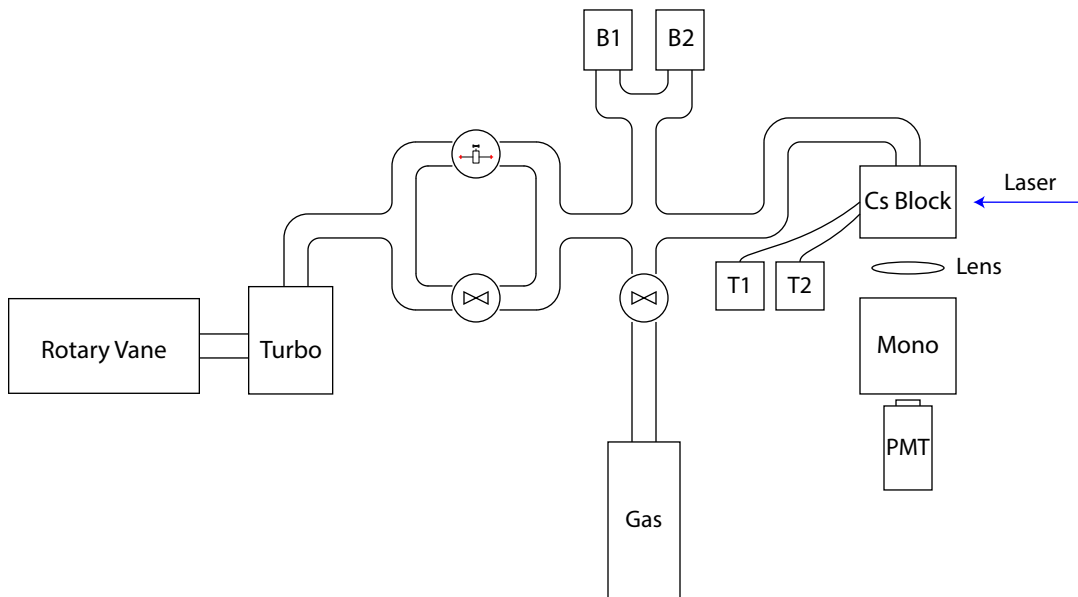 B1
B2
Laser
Cs Block
Lens
T1
T2
Rotary Vane
Turbo
Mono
PMT
Gas